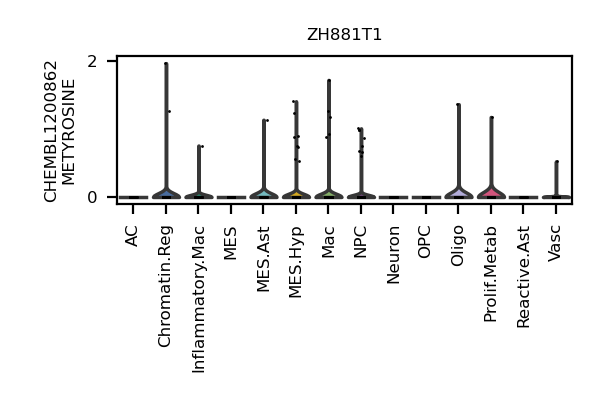 ZH881T1
CHEMBL1200862
METYROSINE
2
0
AC
Chromatin.Reg
Inflammatory.Mac
MES
MES.Ast
MES.Hyp
Mac
NPC
Neuron
OPC
Oligo
Prolif.Metab
Reactive.Ast
Vasc